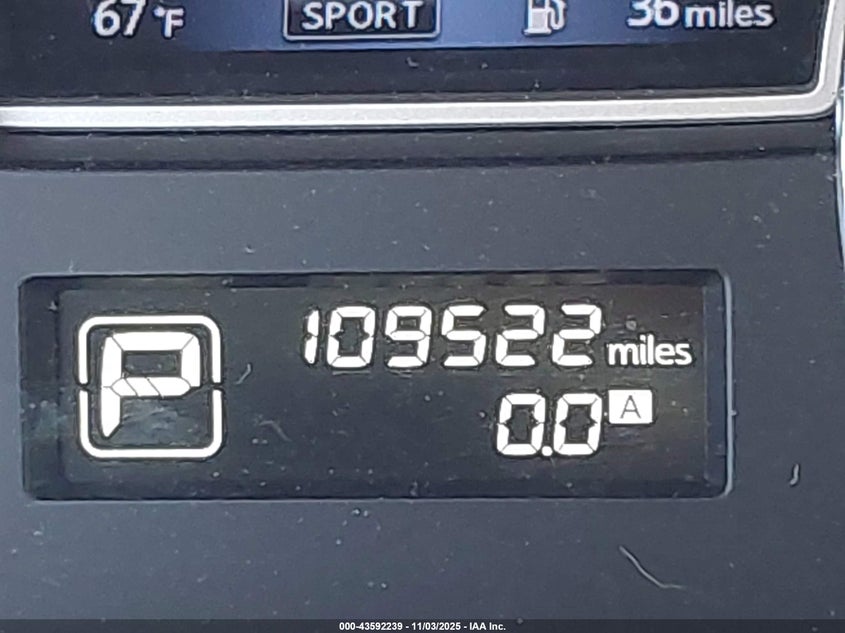 67°F SPORT 36 miles
P
109522 miles
0.0 A
000-43592239 - 11/03/2025 - IAA Inc.